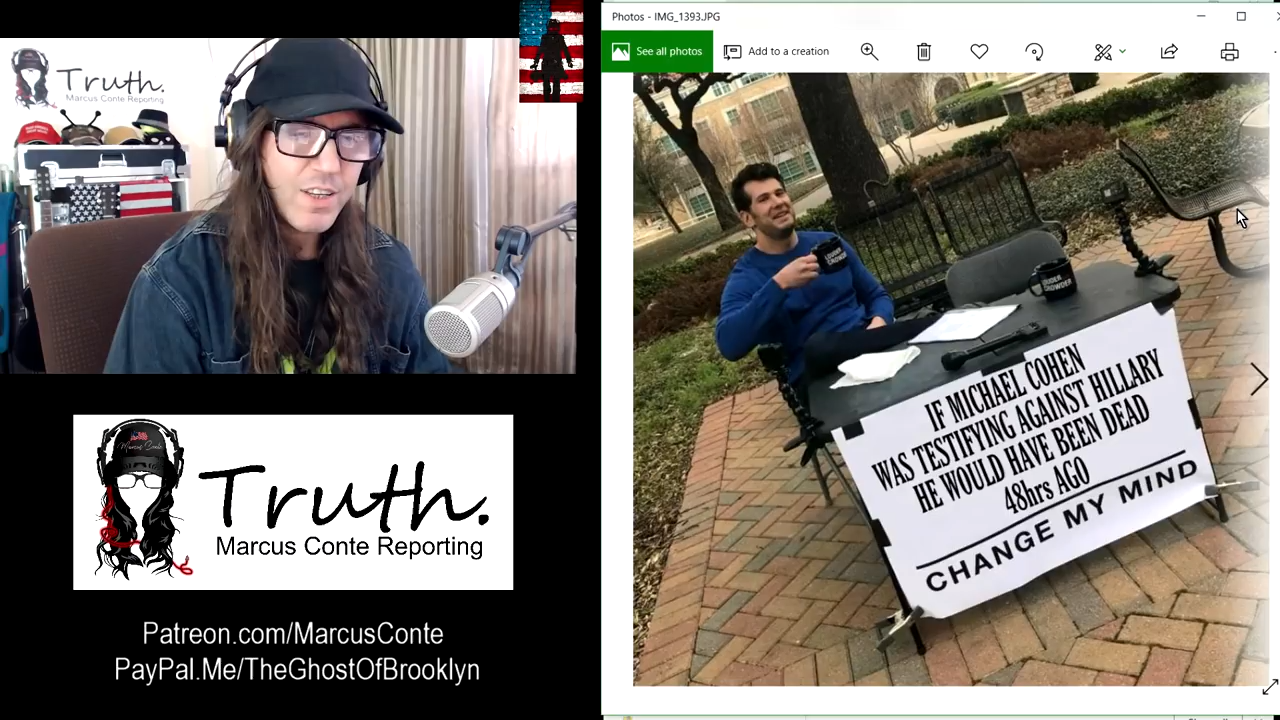 Truth.
Marcus Conte Reporting
Truth.
Marcus Conte Reporting
Patreon.com/MarcusConte
PayPal.Me/TheGhostOfBrooklyn
Photos - IMG_1393.JPG
See all photos
Add to a creation
LOUDER
CROWDER
IF MICHAEL COHEN
WAS TESTIFYING AGAINST HILLARY
HE WOULD HAVE BEEN DEAD
48hrs AGO
CHANGE MY MIND